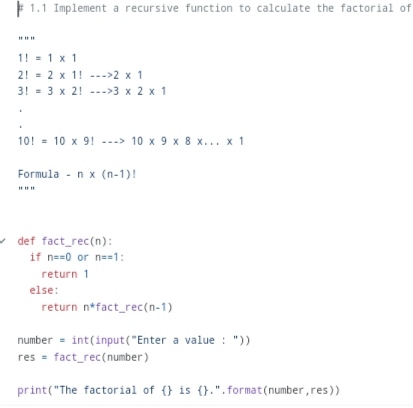 # 1.1 Implement a recursive function to calculate the factorial of
"""
1! = 1 x 1
2! = 2 x 1! --->2 x 1
3! = 3 x 2! --->3 x 2 x 1
.
.
10! = 10 x 9! ---> 10 x 9 x 8 x... x 1
Formula - n x (n-1)!
"""
def fact_rec(n):
  if n==0 or n==1:
    return 1
  else:
    return n*fact_rec(n-1)
number = int(input("Enter a value : "))
res = fact_rec(number)
print("The factorial of {} is {}.".format(number,res))